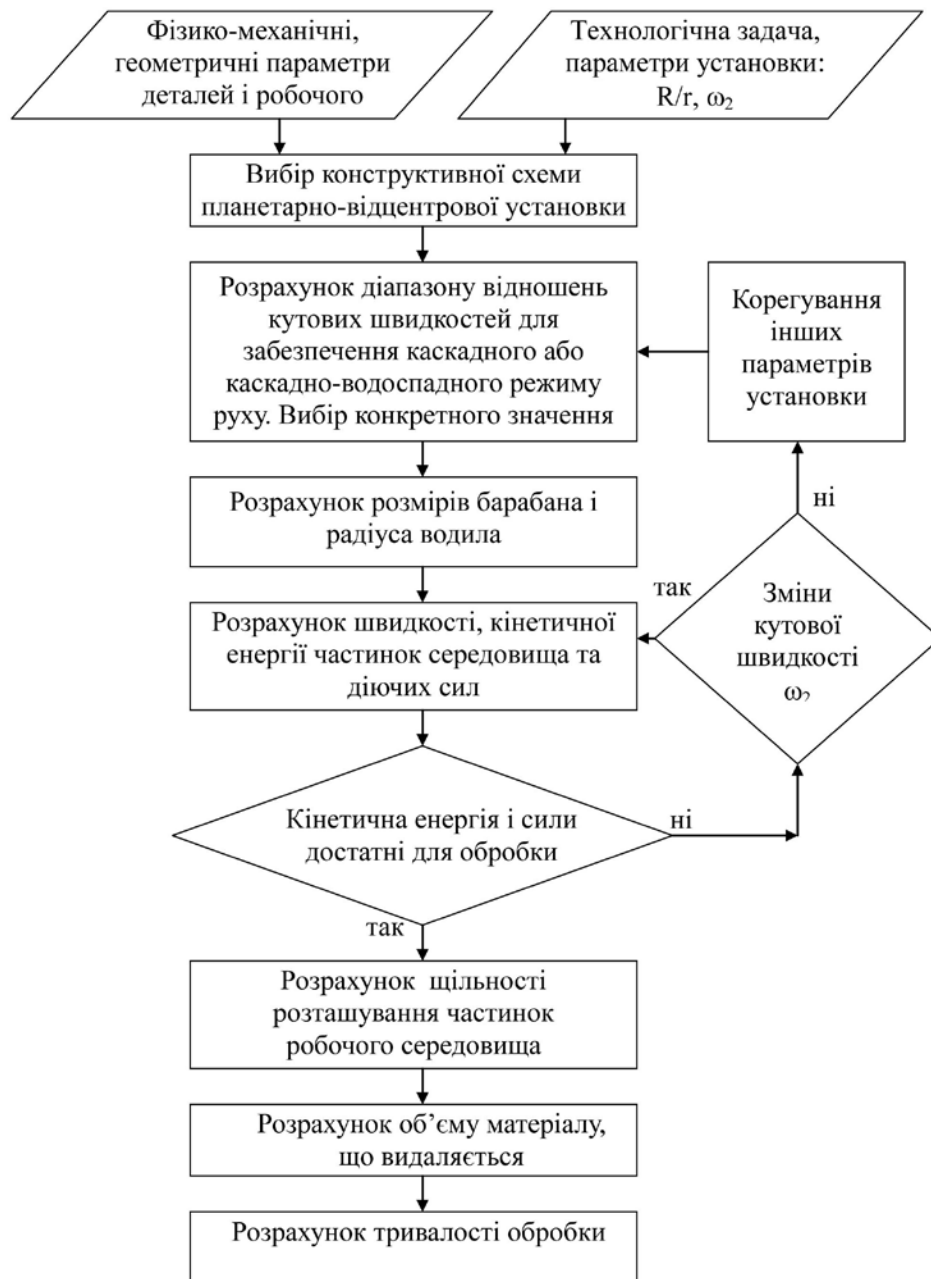 Фізико-механічні,
геометричні параметри
деталей і робочого
Технологічна задача,
параметри установки:
R/r, ω₂
Вибір конструктивної схеми
планетарно-відцентрової установки
Розрахунок діапазону відношень
кутових швидкостей для
забезпечення каскадного або
каскадно-водоспадного режиму
руху. Вибір конкретного значення
Корегування
інших
параметрів
установки
Розрахунок розмірів барабана і
радіуса водила
ні
так
Зміни
кутової
швидкості
ω₂
Розрахунок швидкості, кінетичної
енергії частинок середовища та
діючих сил
Кінетична енергія і сили
достатні для обробки
ні
так
Розрахунок щільності
розташування частинок
робочого середовища
Розрахунок об’єму матеріалу,
що видаляється
Розрахунок тривалості обробки